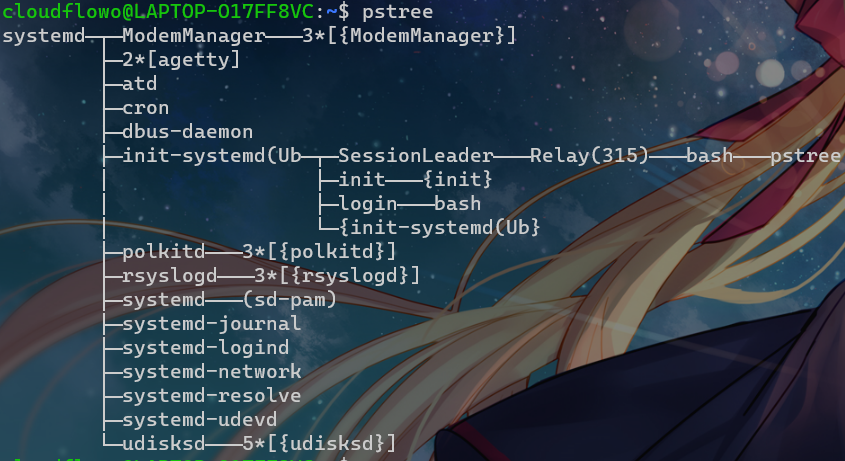 cloudflowo@LAPTOP-O17FF8VC:~$ pstree
systemd─┬─ModemManager───3*[{ModemManager}]
        ├─2*[agetty]
        ├─atd
        ├─cron
        ├─dbus-daemon
        ├─init-systemd(Ub─┬─SessionLeader───Relay(315)───bash───pstree
        │                 ├─init───{init}
        │                 ├─login───bash
        │                 └─{init-systemd(Ub}
        ├─polkitd───3*[{polkitd}]
        ├─rsyslogd───3*[{rsyslogd}]
        ├─systemd───(sd-pam)
        ├─systemd-journal
        ├─systemd-logind
        ├─systemd-network
        ├─systemd-resolve
        ├─systemd-udevd
        └─udisksd───5*[{udisksd}]